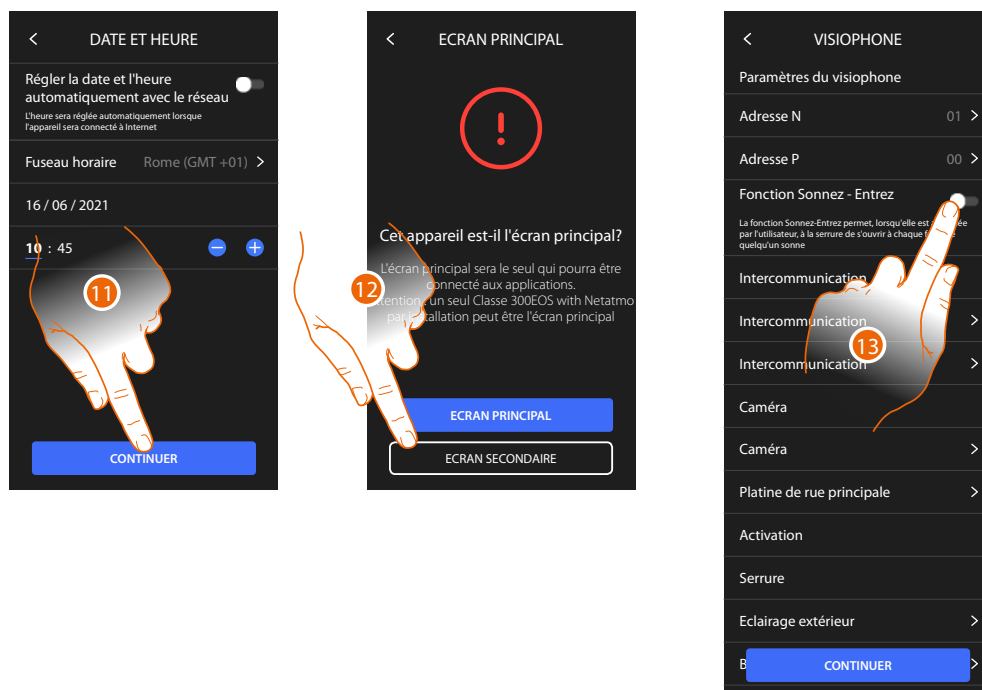 DATE ET HEURE
Régler la date et l'heure
automatiquement avec le réseau
L'heure sera réglée automatiquement lorsque
l'appareil sera connecté à Internet
Fuseau horaire Rome (GMT +01)
16 / 06 / 2021
10 : 45
11
CONTINUER
ECRAN PRINCIPAL
Cet appareil est-il l'écran principal?
L'écran principal sera le seul qui pourra être
connecté aux applications.
un seul Classe 300EOS with Netatmo
par installation peut être l'écran principal
12
ECRAN PRINCIPAL
ECRAN SECONDAIRE
VISIOPHONE
Paramètres du visiophone
Adresse N 01
Adresse P 00
Fonction Sonnez - Entrez
La fonction Sonnez-Entrez permet, lorsqu'elle est
par l'utiliateur, à la serrure de s'ouvrir à chaque
quelqu'un sonne
Intercommunication
Intercommunication
13
Intercommunication
Caméra
Caméra
Platine de rue principale
Activation
Serrure
Eclairage extérieur
B
CONTINUER